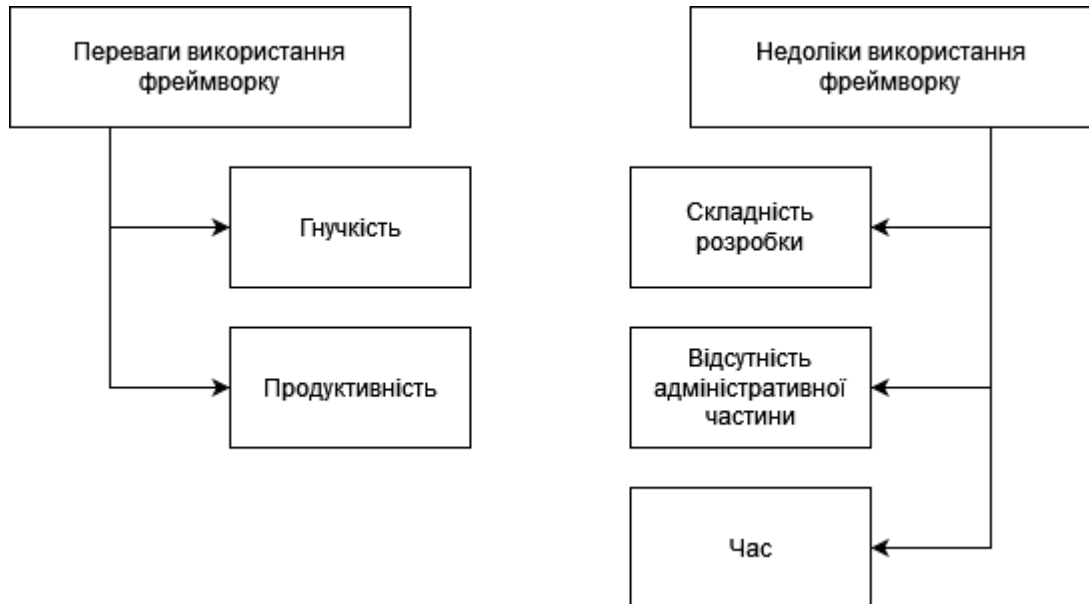 Переваги використання
фреймворку
Недоліки використання
фреймворку
Гнучкість
Складність
розробки
Продуктивність
Відсутність
адміністративної
частини
Час